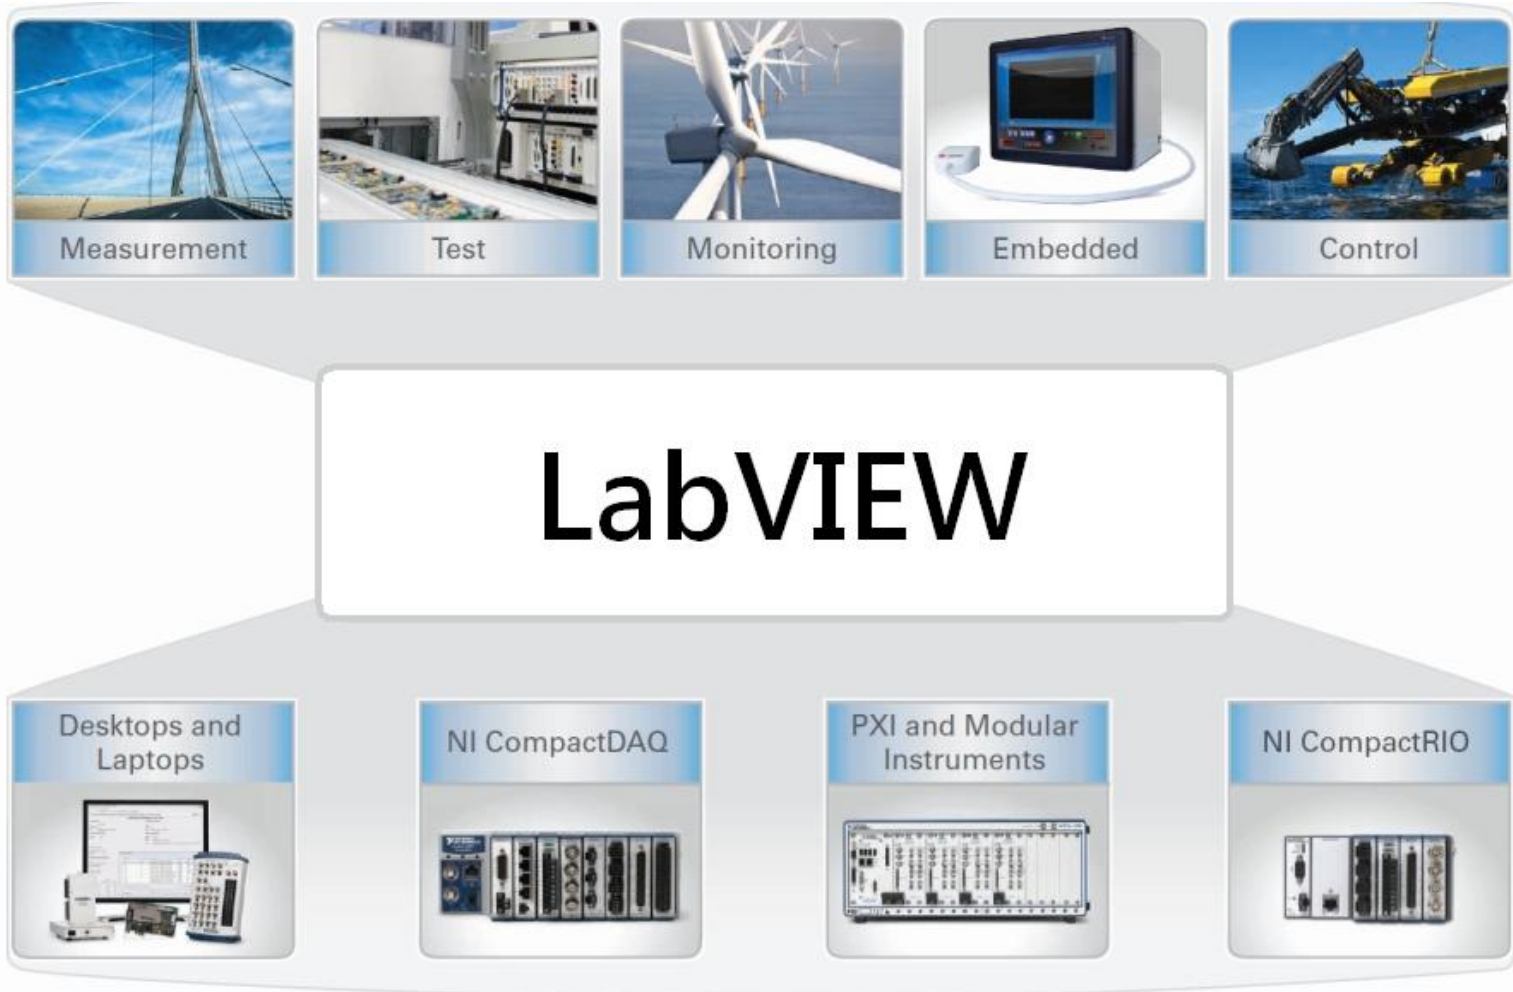 Measurement
Test
Monitoring
Embedded
Control
LabVIEW
Desktops and
Laptops
NI CompactDAQ
PXI and Modular
Instruments
NI CompactRIO